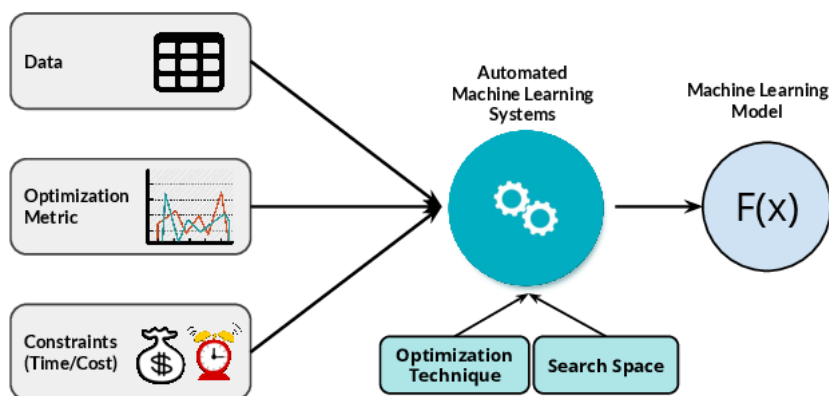 Data
Optimization
Metric
Constraints
(Time/Cost)
$
Automated
Machine Learning
Systems
Optimization
Technique
Search Space
Machine Learning
Model
F(x)